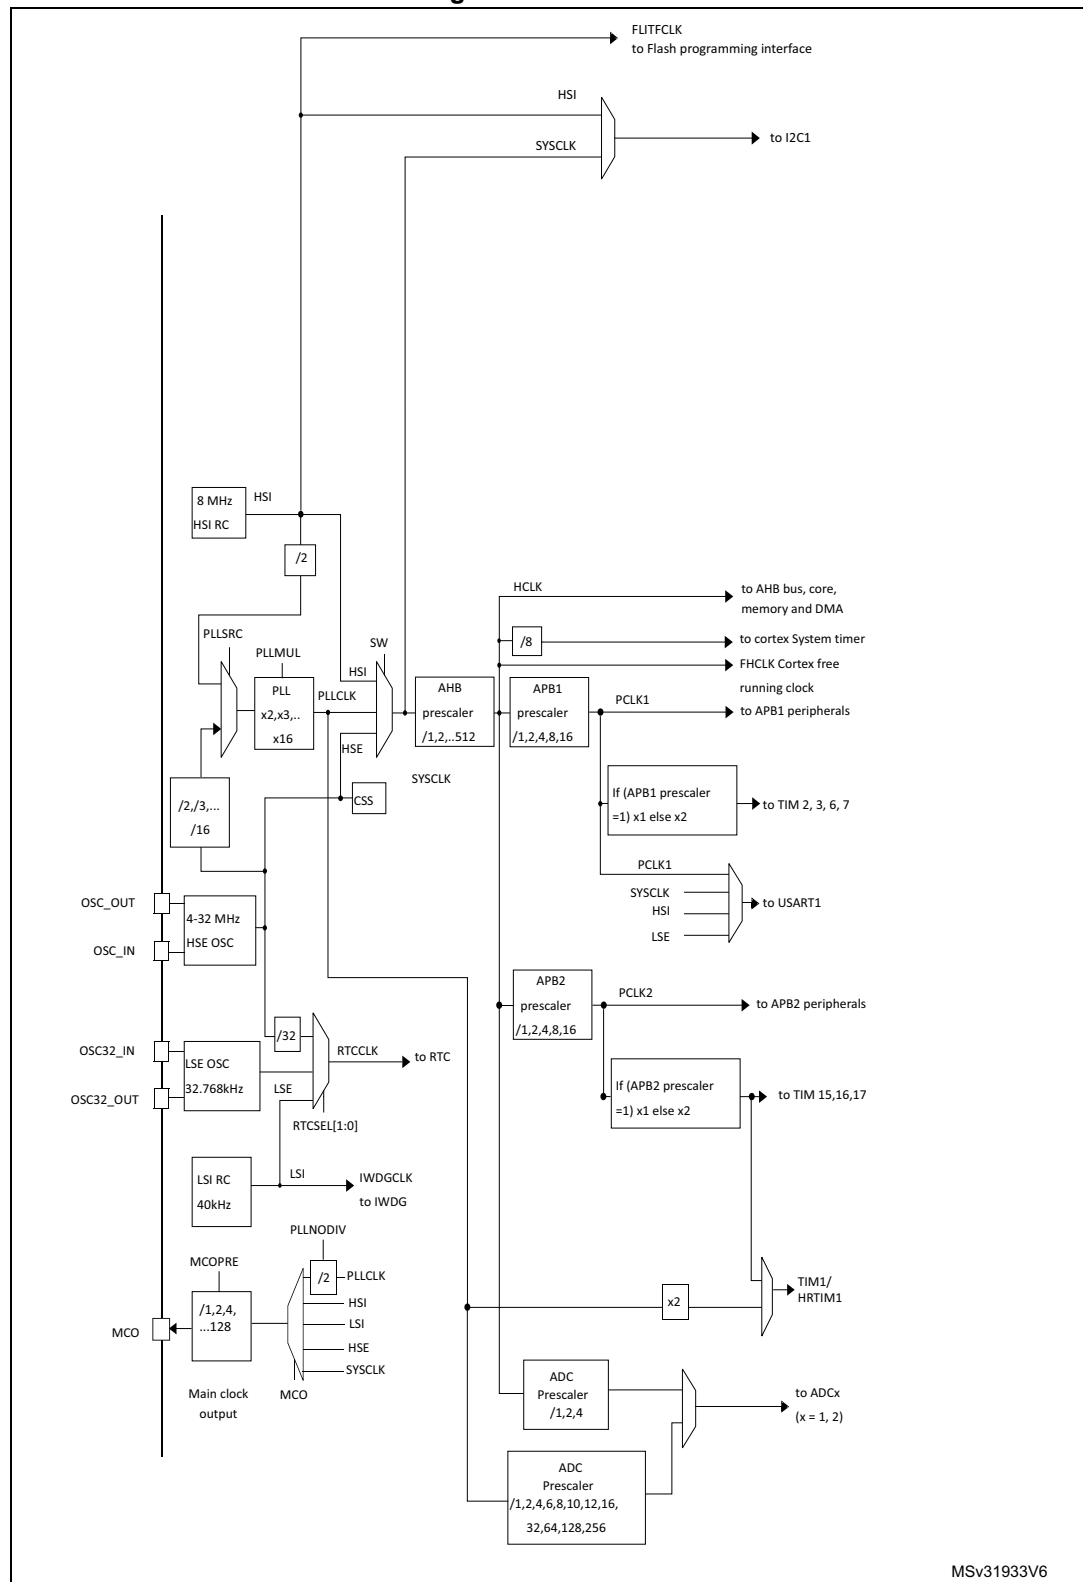 g
FLITFCLK
to Flash programming interface
HSI
to I2C1
SYSCLK
8 MHz
HSI RC
HSI
/2
PLLSRC
PLLMUL
PLL
x2,x3,..
x16
PLLCLK
SW
HSI
HSE
/2,/3,...
/16
CSS
SYSCLK
AHB
prescaler
/1,2,..512
HCLK
to AHB bus, core,
memory and DMA
/8
to cortex System timer
FHCLK Cortex free
running clock
APB1
prescaler
/1,2,4,8,16
PCLK1
to APB1 peripherals
If (APB1 prescaler
=1) x1 else x2
to TIM 2, 3, 6, 7
PCLK1
SYSCLK
HSI
LSE
to USART1
OSC_OUT
OSC_IN
4-32 MHz
HSE OSC
APB2
prescaler
/1,2,4,8,16
PCLK2
to APB2 peripherals
OSC32_IN
OSC32_OUT
LSE OSC
32.768kHz
/32
RTCCLK
to RTC
LSE
RTCSEL[1:0]
If (APB2 prescaler
=1) x1 else x2
to TIM 15,16,17
LSI RC
40kHz
LSI
IWDGCLK
to IWDG
PLLNODIV
MCOPRE
/2
PLLCLK
HSI
LSI
HSE
SYSCLK
/1,2,4,
...128
MCO
MCO
Main clock
output
x2
TIM1/
HRTIM1
ADC
Prescaler
/1,2,4
to ADCx
(x = 1, 2)
ADC
Prescaler
/1,2,4,6,8,10,12,16,
32,64,128,256
MSv31933V6